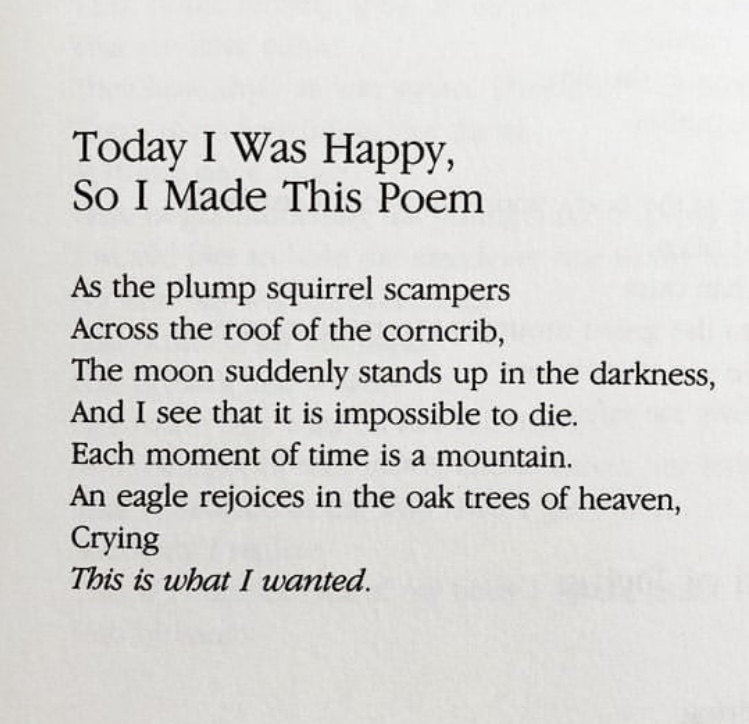 Today I Was Happy,
So I Made This Poem
As the plump squirrel scampers
Across the roof of the corncrib,
The moon suddenly stands up in the darkness,
And I see that it is impossible to die.
Each moment of time is a mountain.
An eagle rejoices in the oak trees of heaven,
Crying
This is what I wanted.